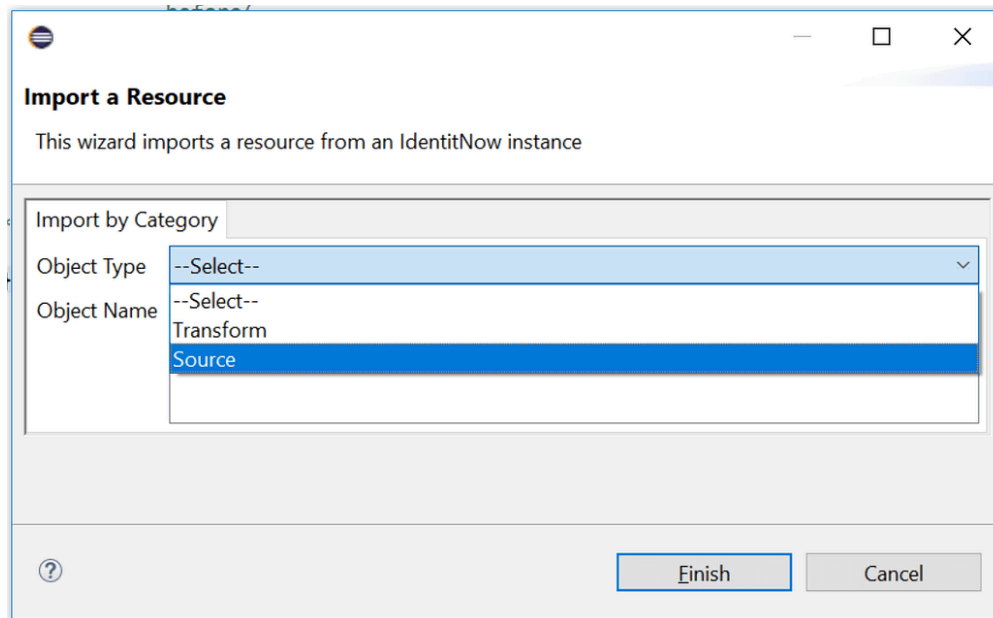 Import a Resource
This wizard imports a resource from an IdentitNow instance
Import by Category
Object Type --Select--
--Select--
Object Name
Transform
Source
Finish Cancel